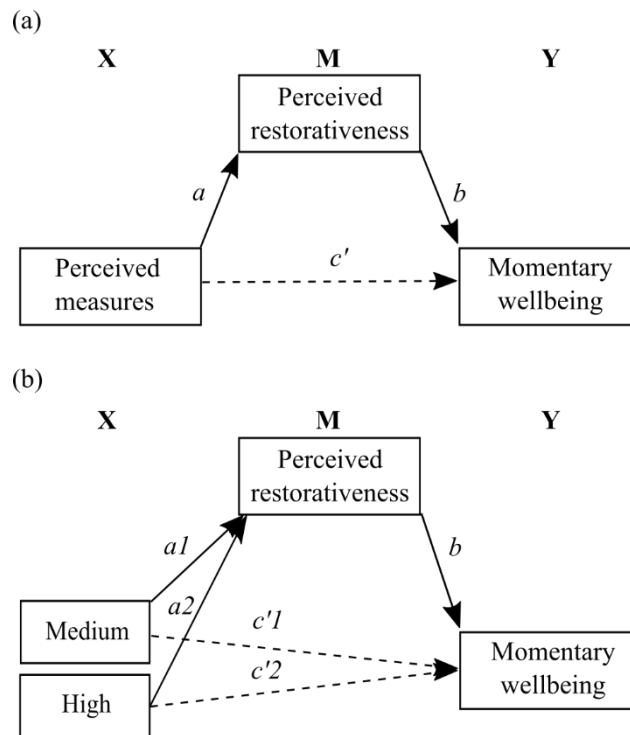 (a)
X M Y
Perceived
restorativeness
a
b
c'
Perceived
measures
Momentary
wellbeing
(b)
X M Y
Perceived
restorativeness
a1
b
a2
c'1
Medium
c'2
High
Momentary
wellbeing